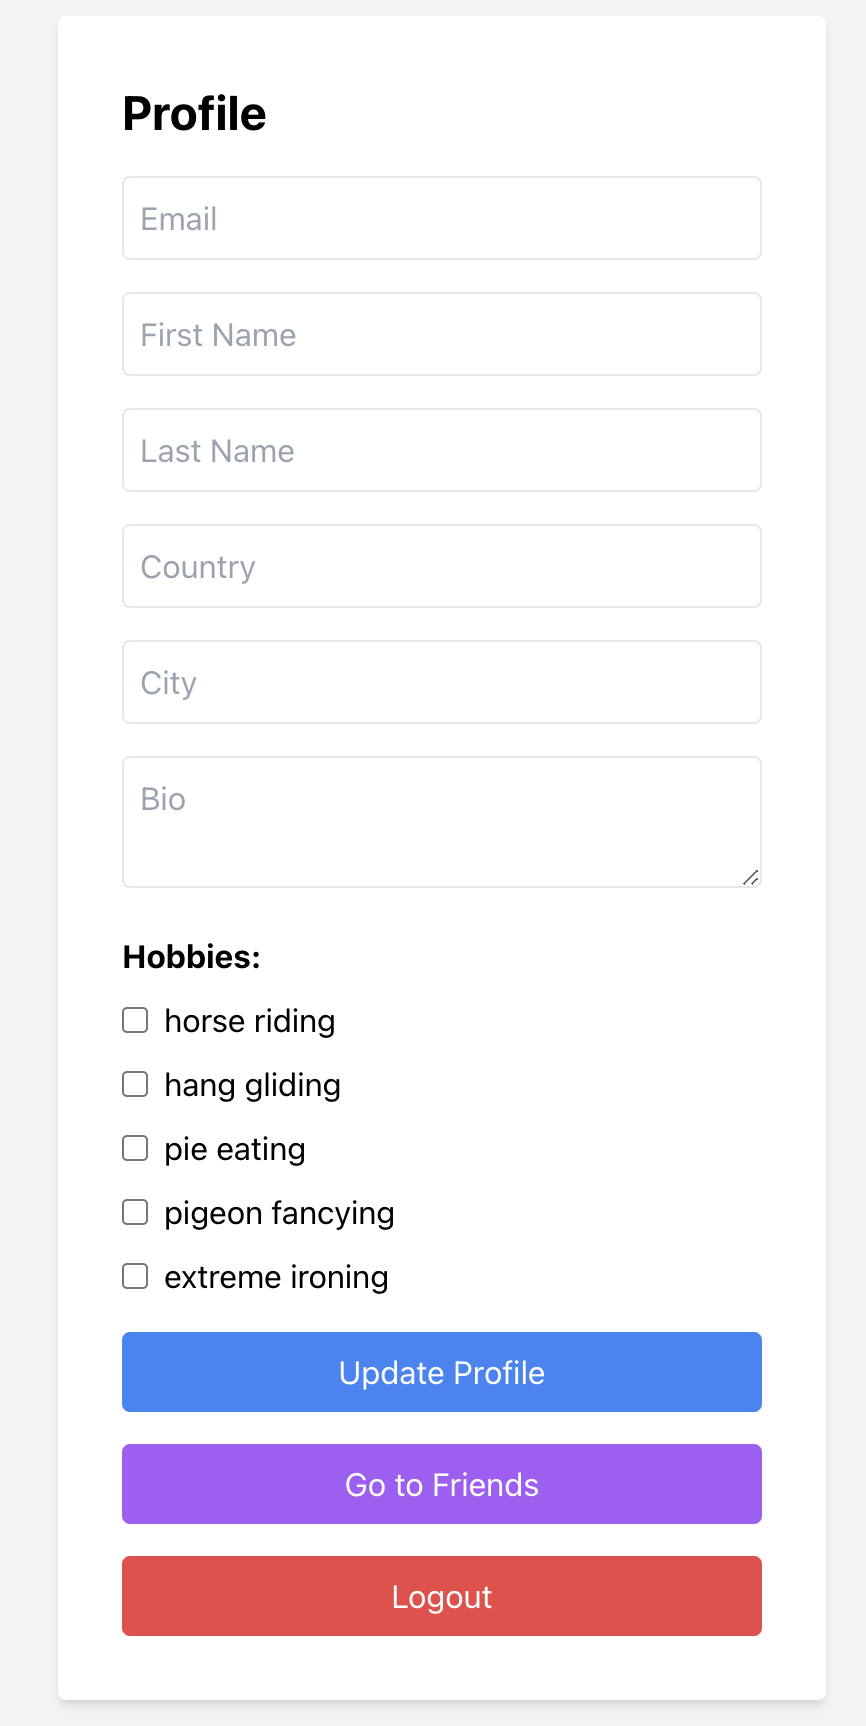 Profile
Email
First Name
Last Name
Country
City
Bio
Hobbies:
horse riding
hang gliding
pie eating
pigeon fancying
extreme ironing
Update Profile
Go to Friends
Logout